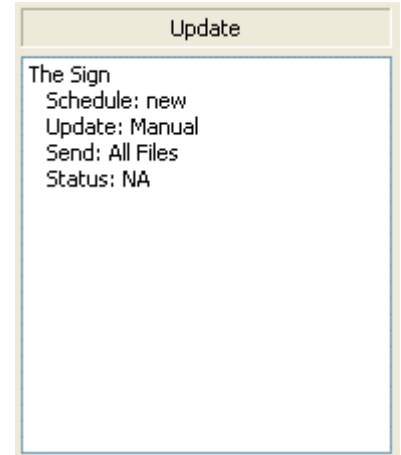 Update
The Sign
Schedule: new
Update: Manual
Send: All Files
Status: NA